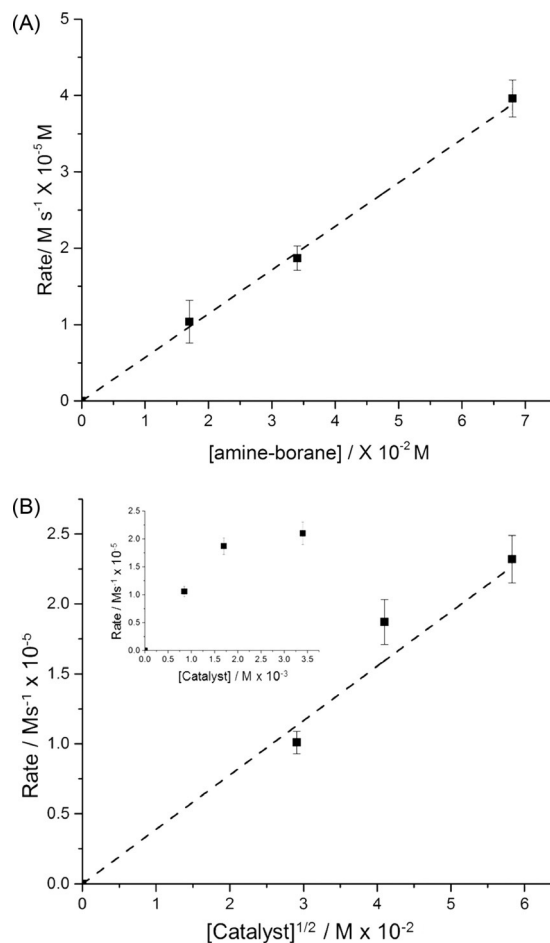 (A)
5
4
3
2
1
0
Rate/ M s⁻¹ X 10⁻⁵ M
0 1 2 3 4 5 6 7
[amine-borane] / X 10⁻² M
(B)
2.5
2.0
1.5
1.0
0.5
0.0
Rate / Ms⁻¹ x 10⁻⁵
2.5
2.0
1.5
1.0
0.5
0.0
Rate / Ms⁻¹ x 10⁻⁵
0.0 0.5 1.0 1.5 2.0 2.5 3.0 3.5
[Catalyst] / M x 10⁻³
0 1 2 3 4 5 6
[Catalyst]¹ᐟ² / M x 10⁻²